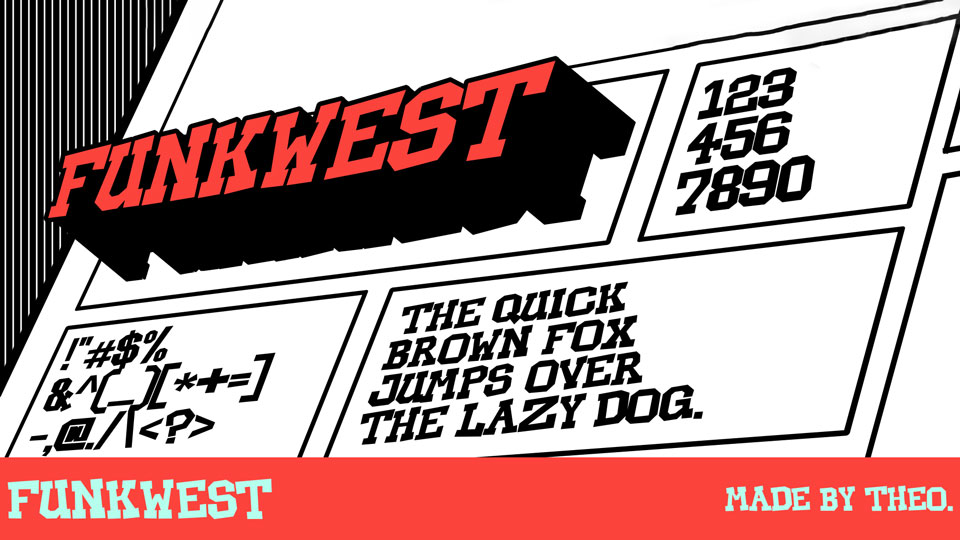 FUNKWEST
123
456
7890
!"#$%
&^(_)[*+=]
-,@./\<?>
THE QUICK
BROWN FOX
JUMPS OVER
THE LAZY DOG.
FUNKWEST
MADE BY THEO.